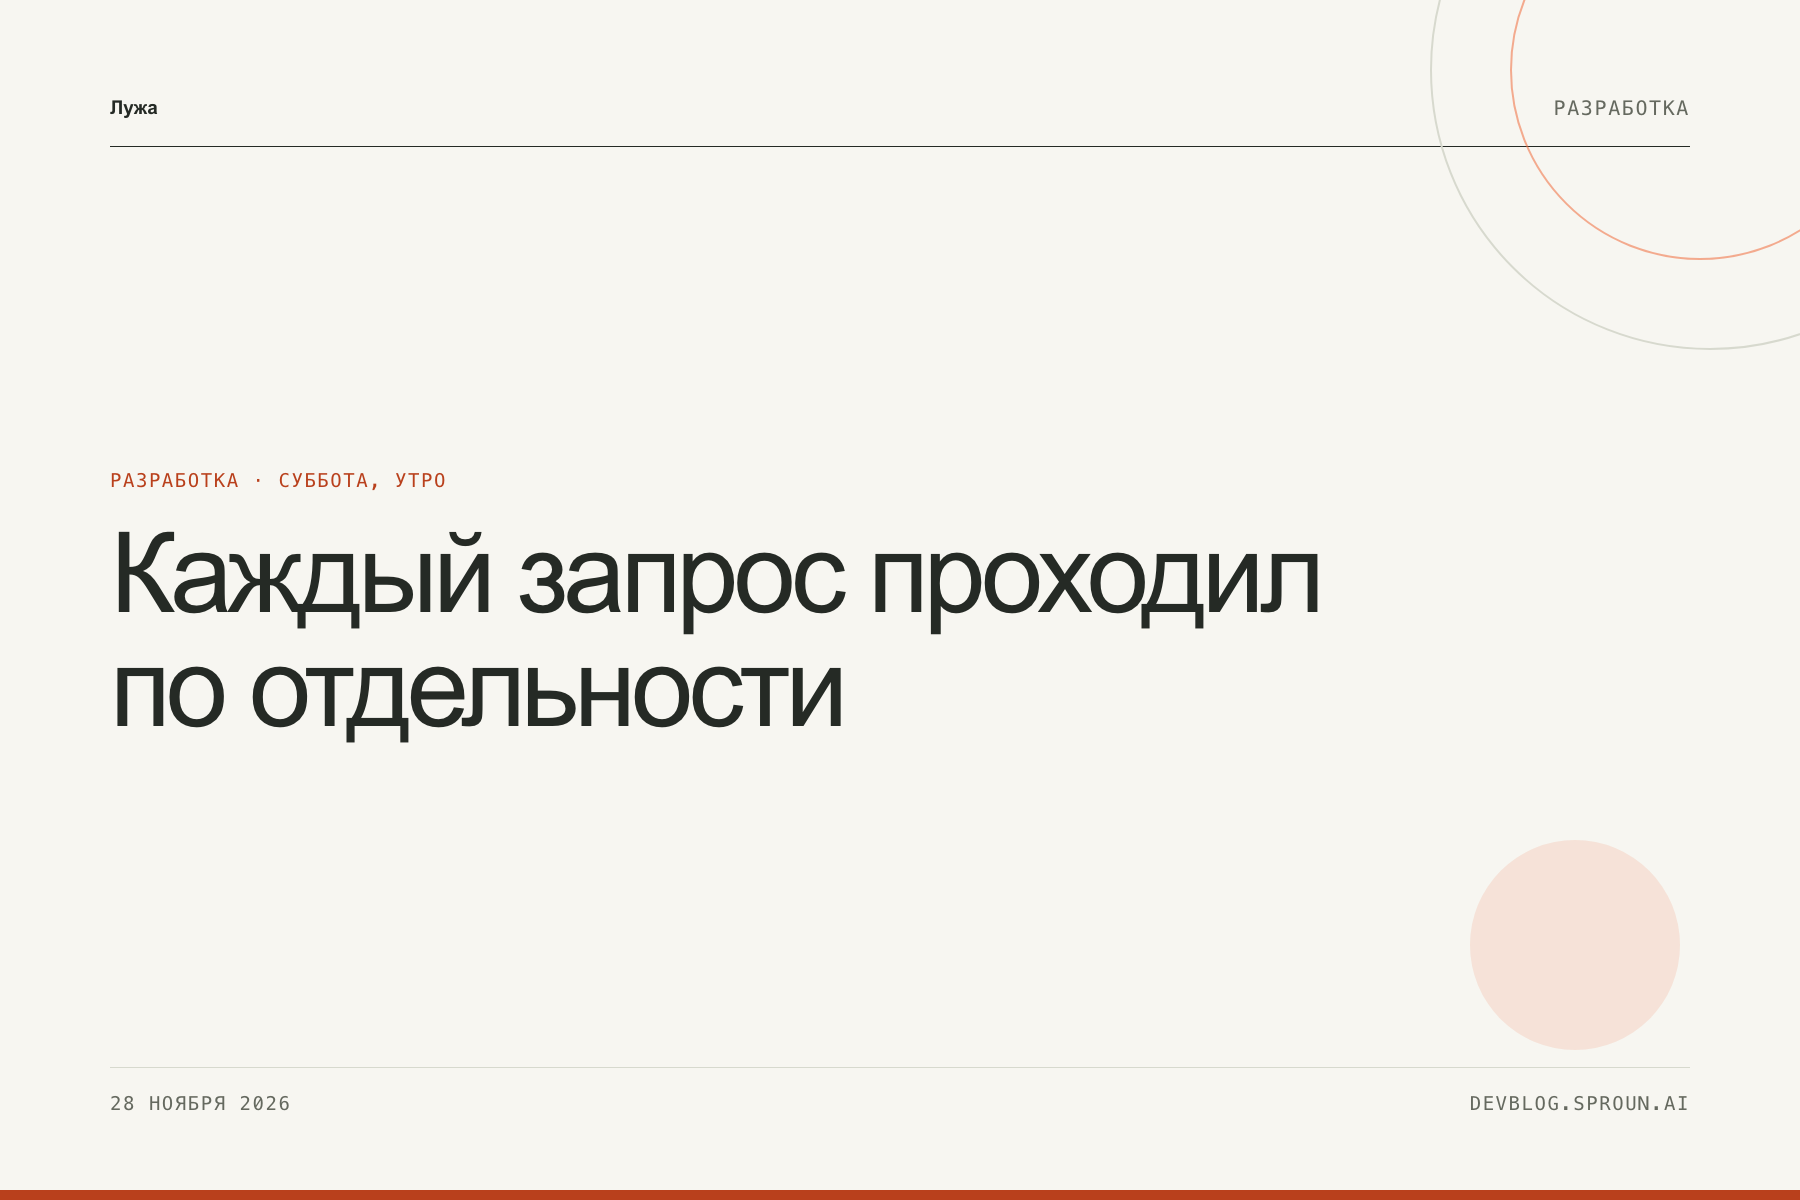 Лужа
РАЗРАБОТКА
РАЗРАБОТКА · СУББОТА, УТРО
Каждый запрос проходил
по отдельности
28 НОЯБРЯ 2026
DEVBLOG.SPROUN.AI